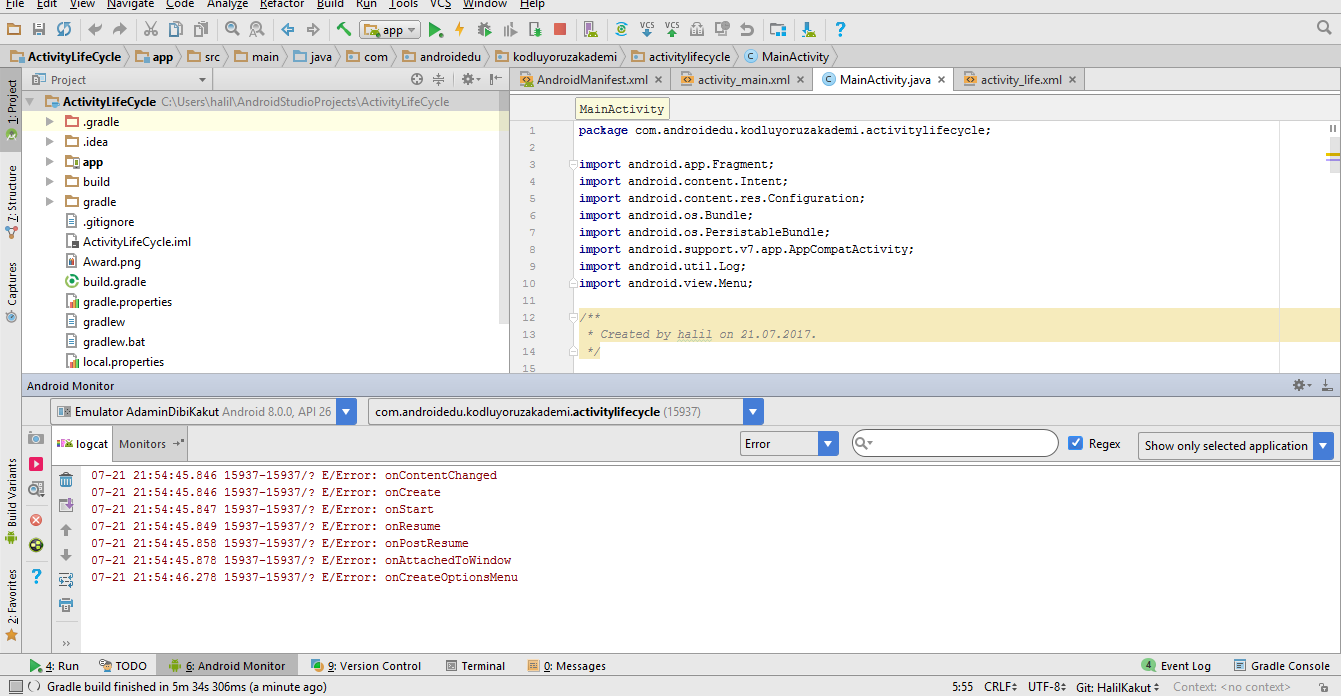 File Edit View Navigate Code Analyze Refactor Build Run Tools VCS Window Help
app VCS VCS ?
ActivityLifeCycle app src main java com androidedu kodluyoruzakademi activitylifecycle MainActivity
Project AndroidManifest.xml activity_main.xml MainActivity.java activity_life.xml
1: Project
7: Structure
Captures
Build Variants
2: Favorites
ActivityLifeCycle C:\Users\halil\AndroidStudioProjects\ActivityLifeCycle
.gradle
.idea
app
build
gradle
.gitignore
ActivityLifeCycle.iml
Award.png
build.gradle
gradle.properties
gradlew
gradlew.bat
local.properties
MainActivity
1 package com.androidedu.kodluyoruzakademi.activitylifecycle;
2
3 import android.app.Fragment;
4 import android.content.Intent;
5 import android.content.res.Configuration;
6 import android.os.Bundle;
7 import android.os.PersistableBundle;
8 import android.support.v7.app.AppCompatActivity;
9 import android.util.Log;
10 import android.view.Menu;
11
12 /**
13 * Created by halil on 21.07.2017.
14 */
15
Android Monitor
Emulator AdaminDibiKakut Android 8.0.0, API 26 com.androidedu.kodluyoruzakademi.activitylifecycle (15937)
logcat Monitors Error Regex Show only selected application
07-21 21:54:45.846 15937-15937/? E/Error: onContentChanged
07-21 21:54:45.846 15937-15937/? E/Error: onCreate
07-21 21:54:45.847 15937-15937/? E/Error: onStart
07-21 21:54:45.849 15937-15937/? E/Error: onResume
07-21 21:54:45.858 15937-15937/? E/Error: onPostResume
07-21 21:54:45.878 15937-15937/? E/Error: onAttachedToWindow
07-21 21:54:46.278 15937-15937/? E/Error: onCreateOptionsMenu
?
>>
4: Run TODO 6: Android Monitor 9: Version Control Terminal 0: Messages 4 Event Log Gradle Console
Gradle build finished in 5m 34s 306ms (a minute ago) 5:55 CRLF UTF-8 Git: HalilKakut Context: <no context>